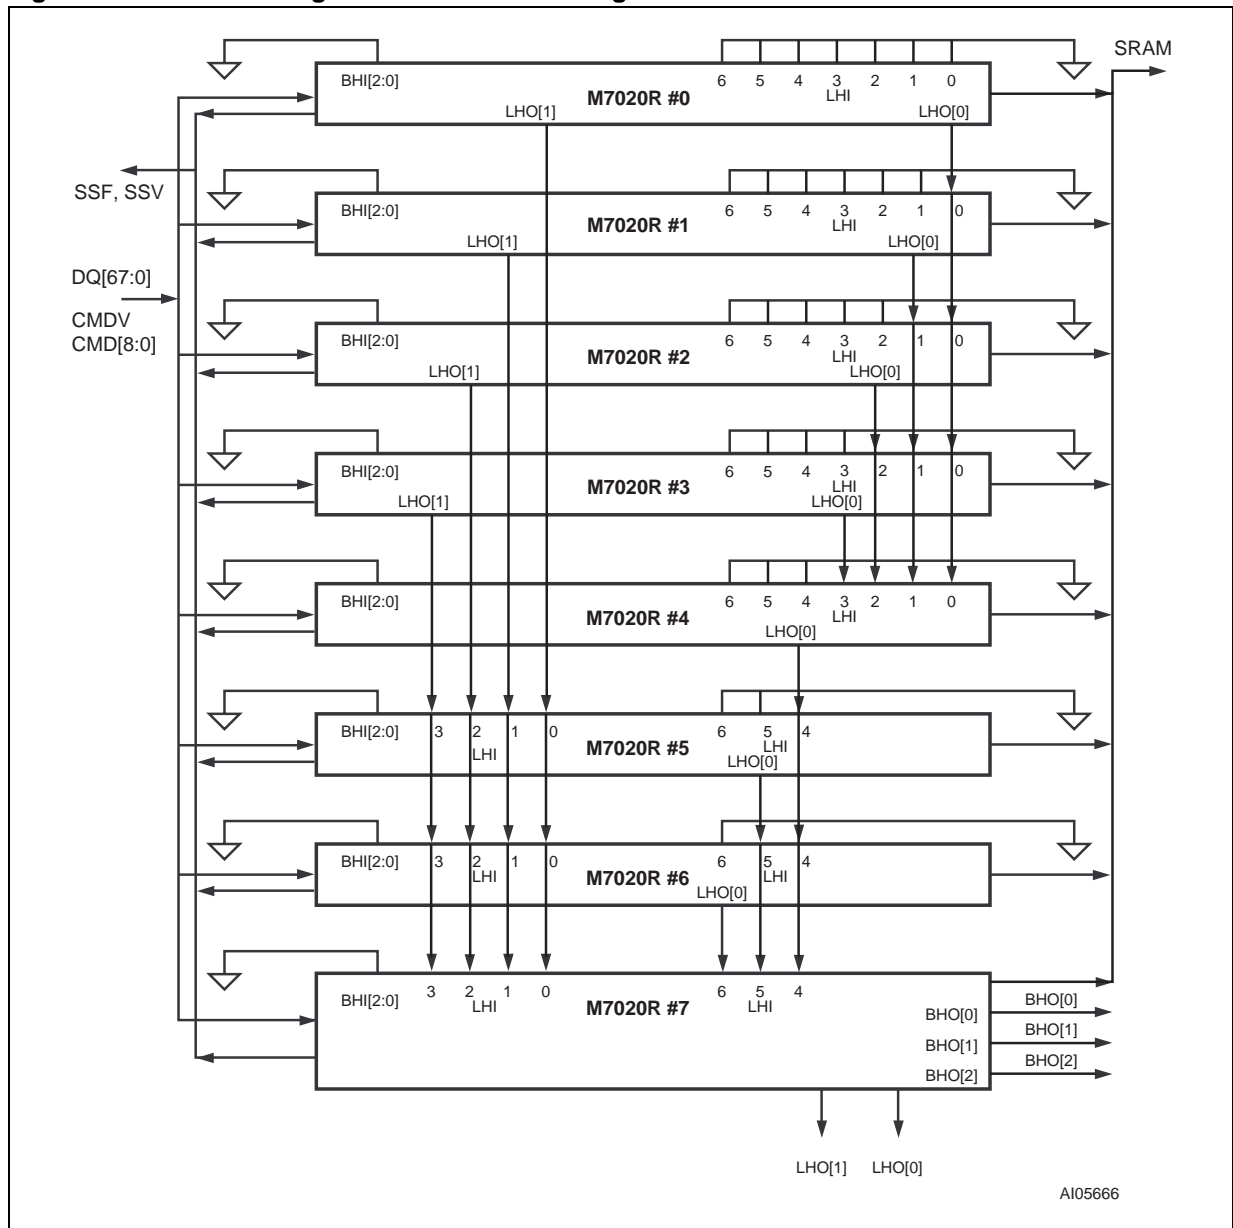 SRAM
BHI[2:0] 6 5 4 3 2 1 0
M7020R #0 LHI
LHO[1] LHO[0]
SSF, SSV
BHI[2:0] 6 5 4 3 2 1 0
M7020R #1 LHI
LHO[1] LHO[0]
DQ[67:0]
CMDV
CMD[8:0]
BHI[2:0] 6 5 4 3 2 1 0
M7020R #2 LHI
LHO[1] LHO[0]
BHI[2:0] 6 5 4 3 2 1 0
M7020R #3 LHI
LHO[1] LHO[0]
BHI[2:0] 6 5 4 3 2 1 0
M7020R #4 LHI
LHO[0]
BHI[2:0] 3 2 1 0 6 5 4
LHI M7020R #5 LHI
LHO[0]
BHI[2:0] 3 2 1 0 6 5 4
LHI M7020R #6 LHI
LHO[0]
BHI[2:0] 3 2 1 0 6 5 4
LHI M7020R #7 LHI
BHO[0] BHO[0]
BHO[1] BHO[1]
BHO[2] BHO[2]
LHO[1] LHO[0]
AI05666